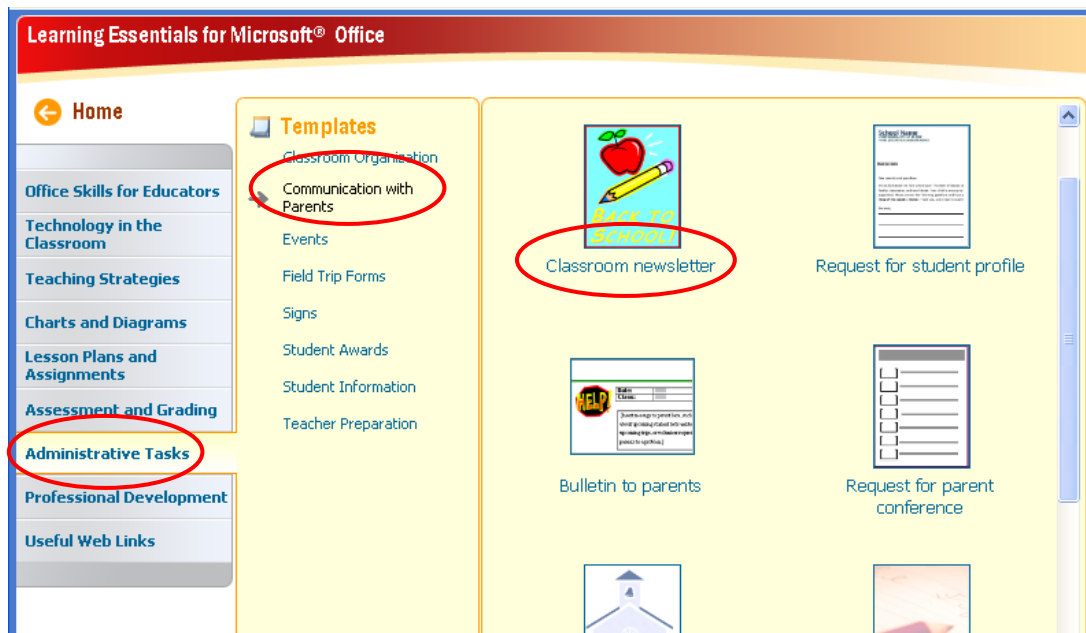 Learning Essentials for Microsoft® Office
Home
Office Skills for Educators
Technology in the
Classroom
Teaching Strategies
Charts and Diagrams
Lesson Plans and
Assignments
Assessment and Grading
Administrative Tasks
Professional Development
Useful Web Links
Templates
Classroom Organization
Communication with
Parents
Events
Field Trip Forms
Signs
Student Awards
Student Information
Teacher Preparation
BACK TO
SCHOOL!
Classroom newsletter
School Name
Request for student profile
HELP!
Date:
Class:
Bulletin to parents
Request for parent
conference